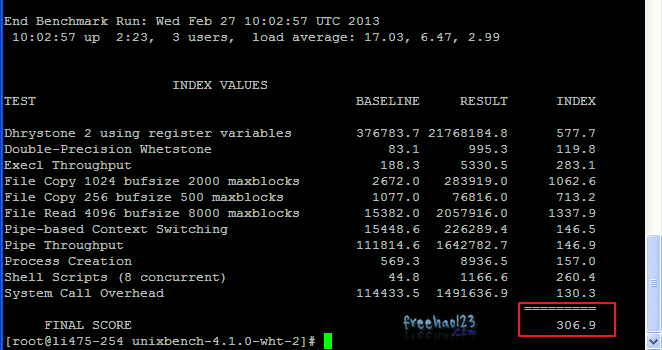 End Benchmark Run: Wed Feb 27 10:02:57 UTC 2013
10:02:57 up 2:23, 3 users, load average: 17.03, 6.47, 2.99
INDEX VALUES
TEST BASELINE RESULT INDEX
Dhrystone 2 using register variables 376783.7 21768184.8 577.7
Double-Precision Whetstone 83.1 995.3 119.8
Execl Throughput 188.3 5330.5 283.1
File Copy 1024 bufsize 2000 maxblocks 2672.0 283919.0 1062.6
File Copy 256 bufsize 500 maxblocks 1077.0 76816.0 713.2
File Read 4096 bufsize 8000 maxblocks 15382.0 2057916.0 1337.9
Pipe-based Context Switching 15448.6 226289.4 146.5
Pipe Throughput 111814.6 1642782.7 146.9
Process Creation 569.3 8936.5 157.0
Shell Scripts (8 concurrent) 44.8 1166.6 260.4
System Call Overhead 114433.5 1491636.9 130.3
=========
FINAL SCORE 306.9
freehao123
.com
[root@li475-254 unixbench-4.1.0-wht-2]#